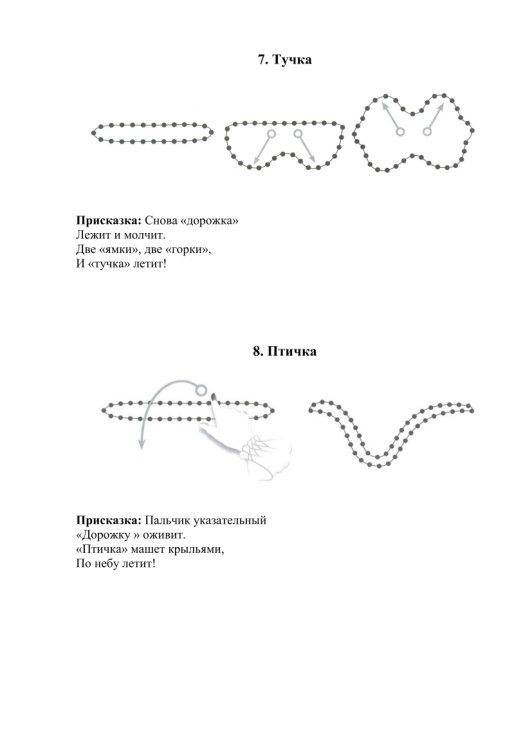 7. Тучка
Присказка: Снова «дорожка»
Лежит и молчит.
Две «ямки», две «горки»,
И «тучка» летит!
8. Птичка
Присказка: Пальчик указательный
«Дорожку » оживит.
«Птичка» машет крыльями,
По небу летит!